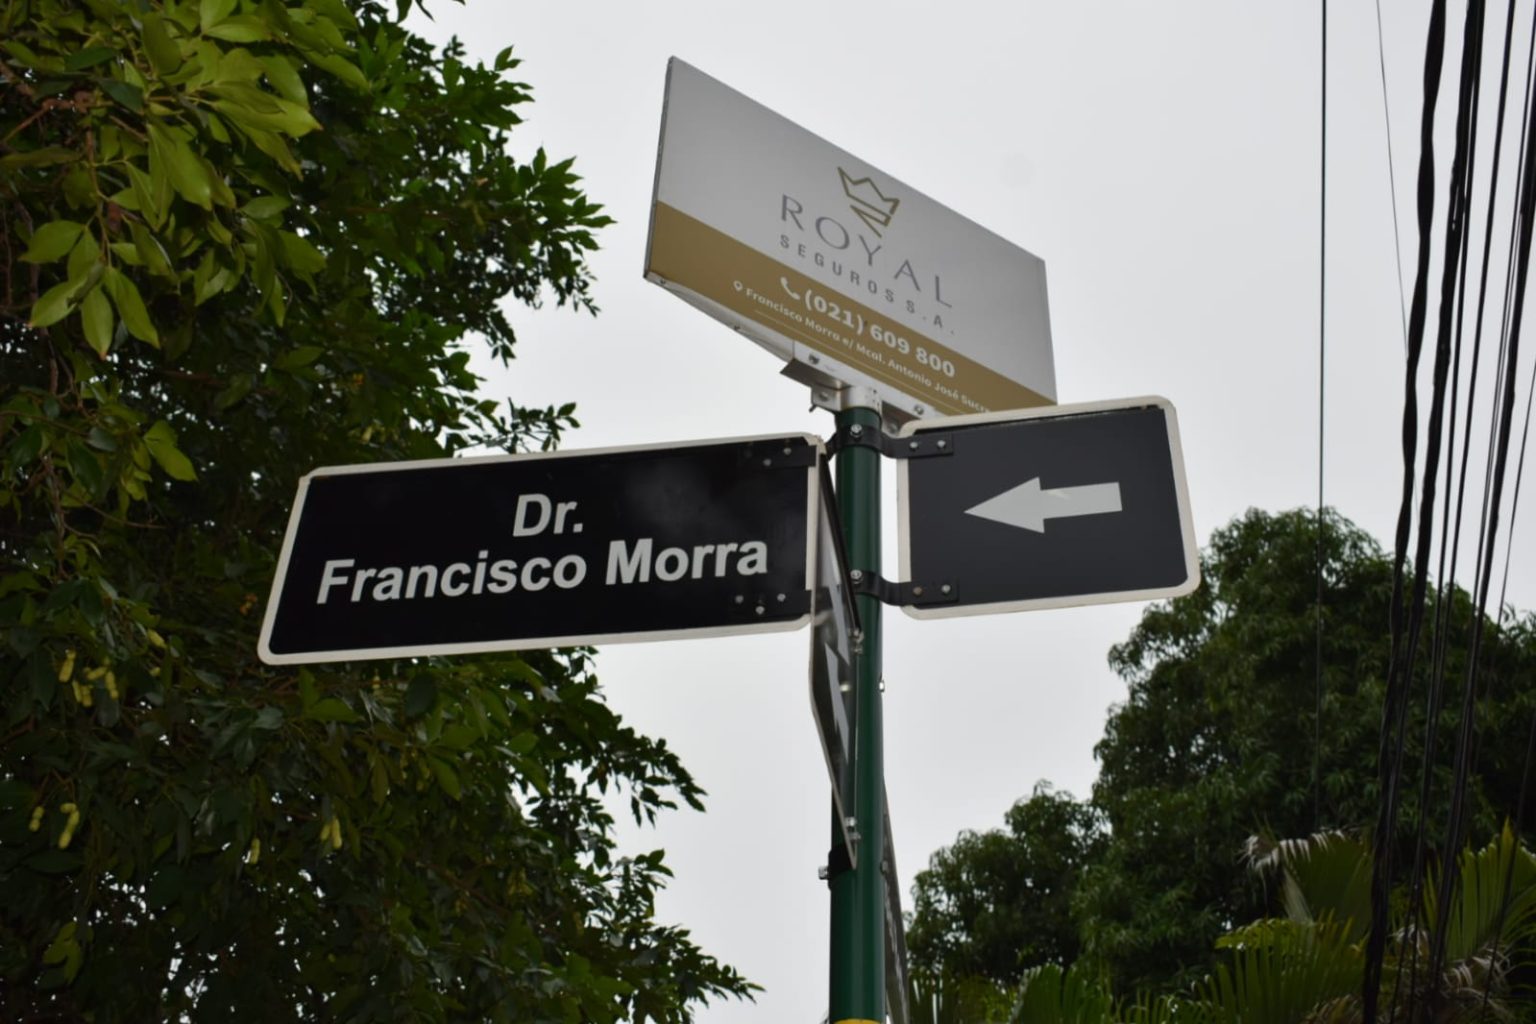 ROYAL
SEGUROS S.A.
(021) 609 800
Francisco Morra e/ Mcal. Antonio José Sucre
Dr.
Francisco Morra